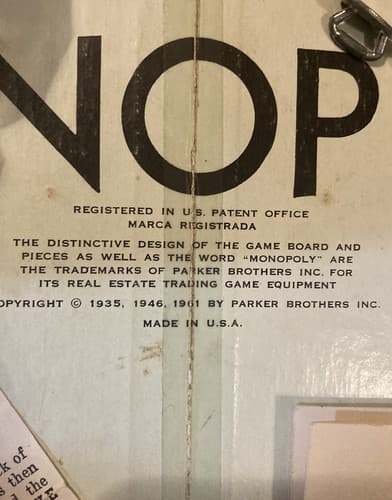 NOP
REGISTERED IN U.S. PATENT OFFICE
MARCA REGISTRADA
THE DISTINCTIVE DESIGN OF THE GAME BOARD AND
PIECES AS WELL AS THE WORD "MONOPOLY" ARE
THE TRADEMARKS OF PARKER BROTHERS INC. FOR
ITS REAL ESTATE TRADING GAME EQUIPMENT
OPYRIGHT © 1935, 1946, 1961 BY PARKER BROTHERS INC.
MADE IN U.S.A.
k of
then
d the